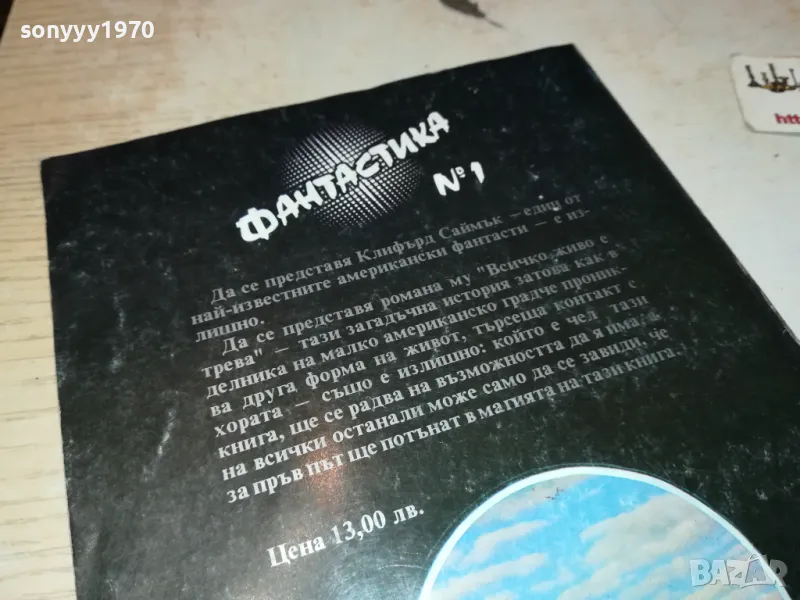 sonyyy1970
ФАНТАСТИКА
№ 1
Да се представя Клифърд Саймък – един от
най-известните американски фантасти – е из-
лишно.
Да се представя романа му "Всичко живо е
трева" – тази загадъчна история затова как в
делника на малко американско градче проник-
ва друга форма на живот, търсеща контакт с
хората – също е излишно: който е чел тази
книга, ще се радва на възможността да я има, а
на всички останали може само да се завиди, че
за пръв път ще потънат в магията на тази книга.
Цена 13,00 лв.
htt
BAZAR